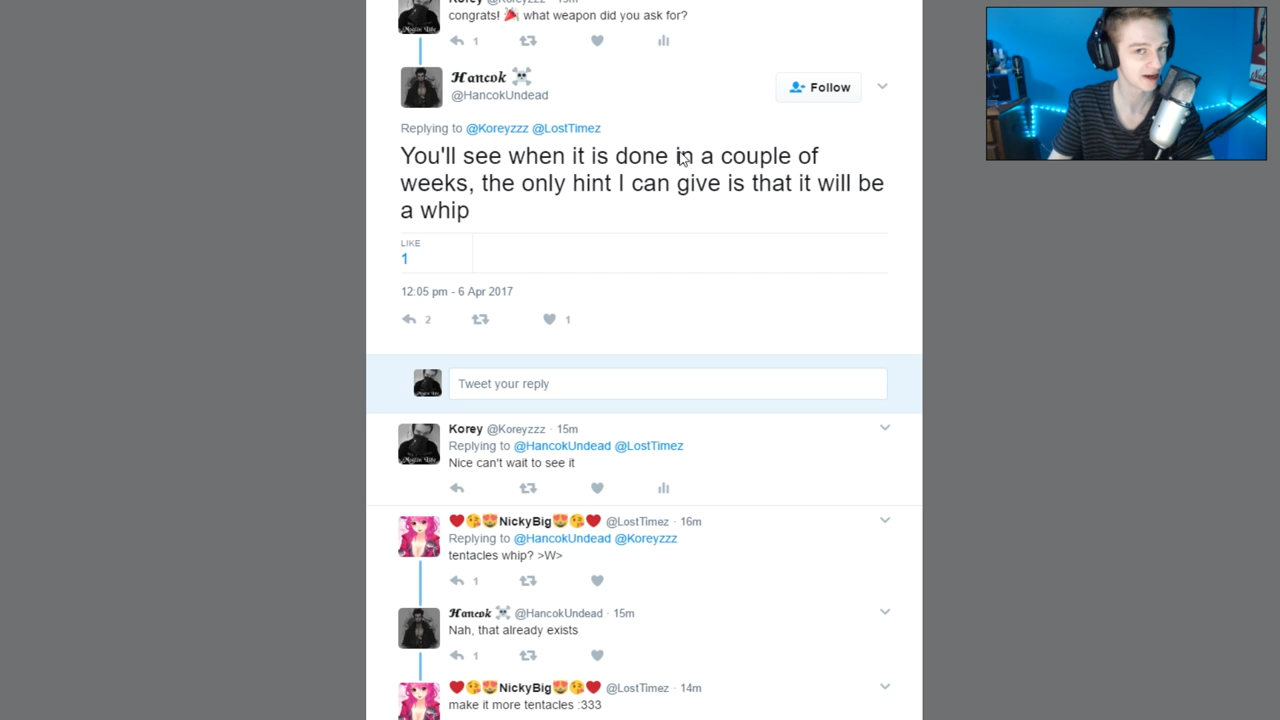 Korey @Koreyzzz · 15m
congrats! 🎉 what weapon did you ask for?
1
Hancok ☠
@HancokUndead
Follow
Replying to @Koreyzzz @LostTimez
You'll see when it is done in a couple of
weeks, the only hint I can give is that it will be
a whip
LIKE
1
12:05 pm - 6 Apr 2017
2 1
Tweet your reply
Korey @Koreyzzz · 15m
Replying to @HancokUndead @LostTimez
Nice can't wait to see it
❤😘😍NickyBig😍😘❤ @LostTimez · 16m
Replying to @HancokUndead @Koreyzzz
tentacles whip? >W>
1
Hancok ☠ @HancokUndead · 15m
Nah, that already exists
1
❤😘😍NickyBig😍😘❤ @LostTimez · 14m
make it more tentacles :333